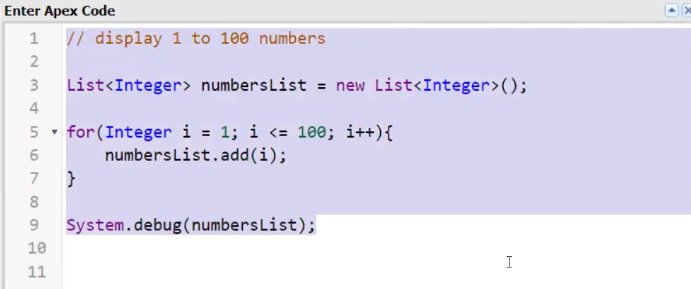 Enter Apex Code
1 // display 1 to 100 numbers
2
3 List<Integer> numbersList = new List<Integer>();
4
5 for(Integer i = 1; i <= 100; i++){
6 numbersList.add(i);
7 }
8
9 System.debug(numbersList);
10
11